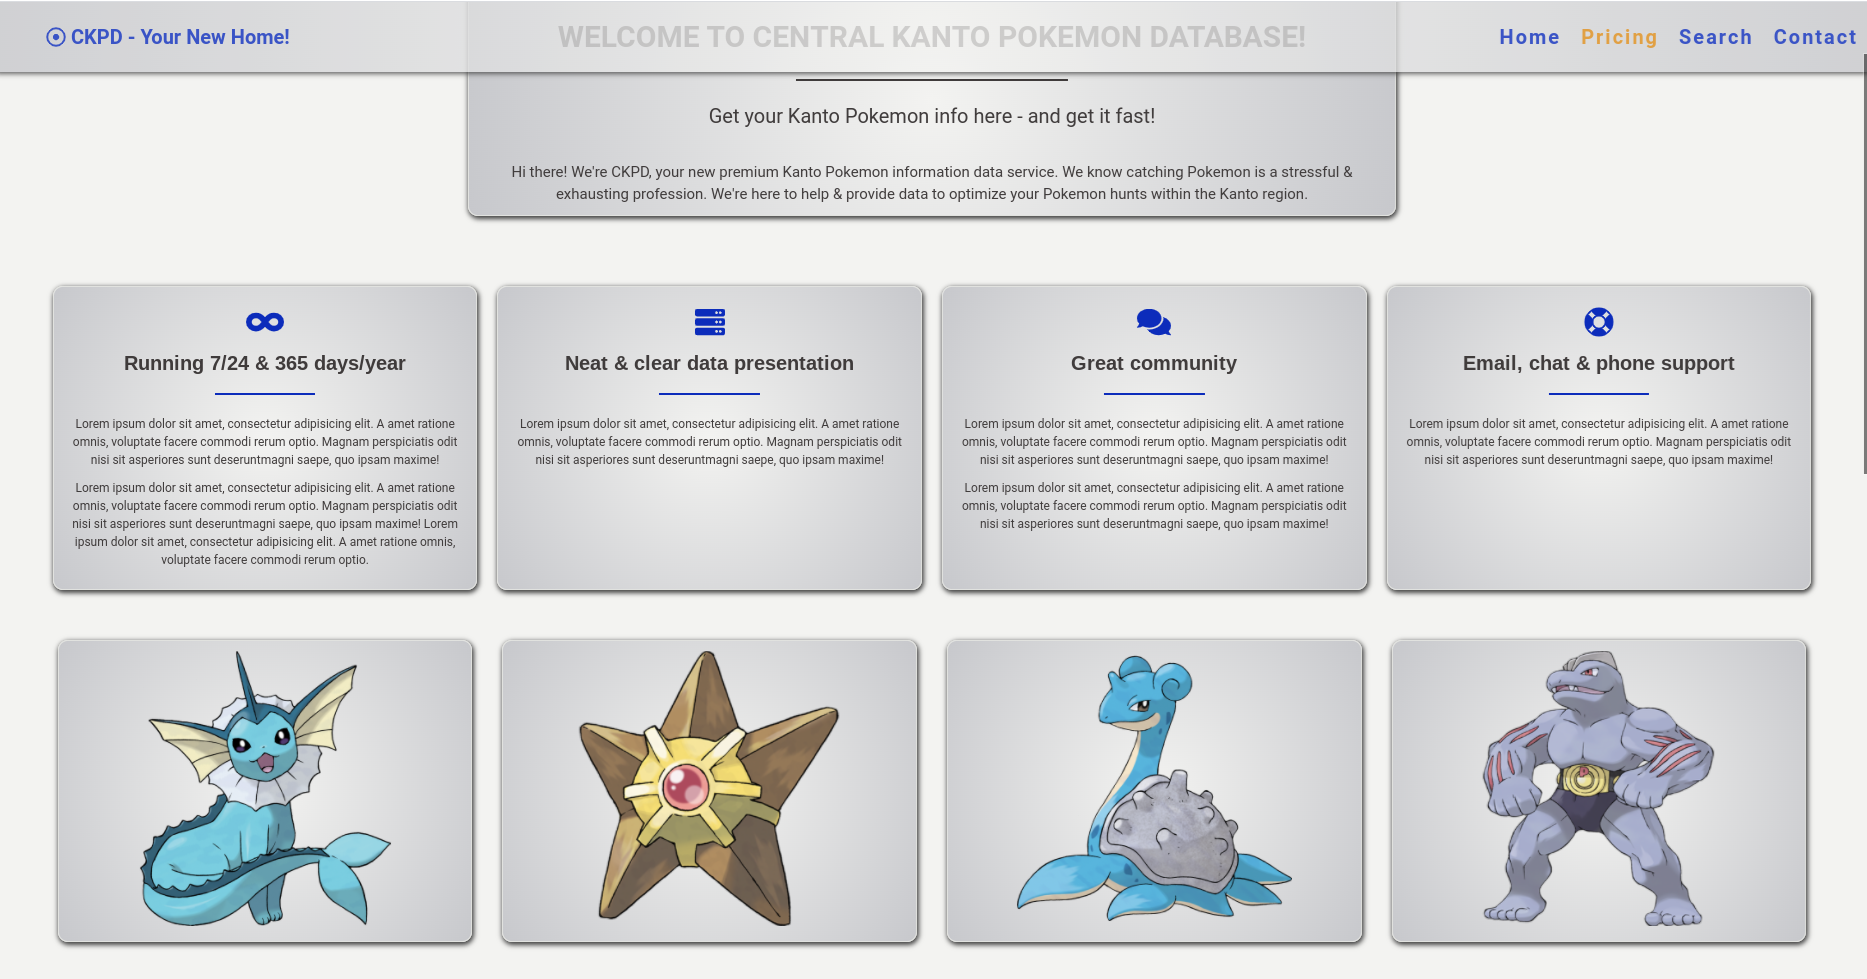 CKPD - Your New Home!
WELCOME TO CENTRAL KANTO POKEMON DATABASE!
Home Pricing Search Contact
Get your Kanto Pokemon info here - and get it fast!
Hi there! We're CKPD, your new premium Kanto Pokemon information data service. We know catching Pokemon is a stressful &
exhausting profession. We're here to help & provide data to optimize your Pokemon hunts within the Kanto region.
Running 7/24 & 365 days/year
Lorem ipsum dolor sit amet, consectetur adipisicing elit. A amet ratione
omnis, voluptate facere commodi rerum optio. Magnam perspiciatis odit
nisi sit asperiores sunt deseruntmagni saepe, quo ipsam maxime!
Lorem ipsum dolor sit amet, consectetur adipisicing elit. A amet ratione
omnis, voluptate facere commodi rerum optio. Magnam perspiciatis odit
nisi sit asperiores sunt deseruntmagni saepe, quo ipsam maxime! Lorem
ipsum dolor sit amet, consectetur adipisicing elit. A amet ratione omnis,
voluptate facere commodi rerum optio.
Neat & clear data presentation
Lorem ipsum dolor sit amet, consectetur adipisicing elit. A amet ratione
omnis, voluptate facere commodi rerum optio. Magnam perspiciatis odit
nisi sit asperiores sunt deseruntmagni saepe, quo ipsam maxime!
Great community
Lorem ipsum dolor sit amet, consectetur adipisicing elit. A amet ratione
omnis, voluptate facere commodi rerum optio. Magnam perspiciatis odit
nisi sit asperiores sunt deseruntmagni saepe, quo ipsam maxime!
Lorem ipsum dolor sit amet, consectetur adipisicing elit. A amet ratione
omnis, voluptate facere commodi rerum optio. Magnam perspiciatis odit
nisi sit asperiores sunt deseruntmagni saepe, quo ipsam maxime!
Email, chat & phone support
Lorem ipsum dolor sit amet, consectetur adipisicing elit. A amet ratione
omnis, voluptate facere commodi rerum optio. Magnam perspiciatis odit
nisi sit asperiores sunt deseruntmagni saepe, quo ipsam maxime!